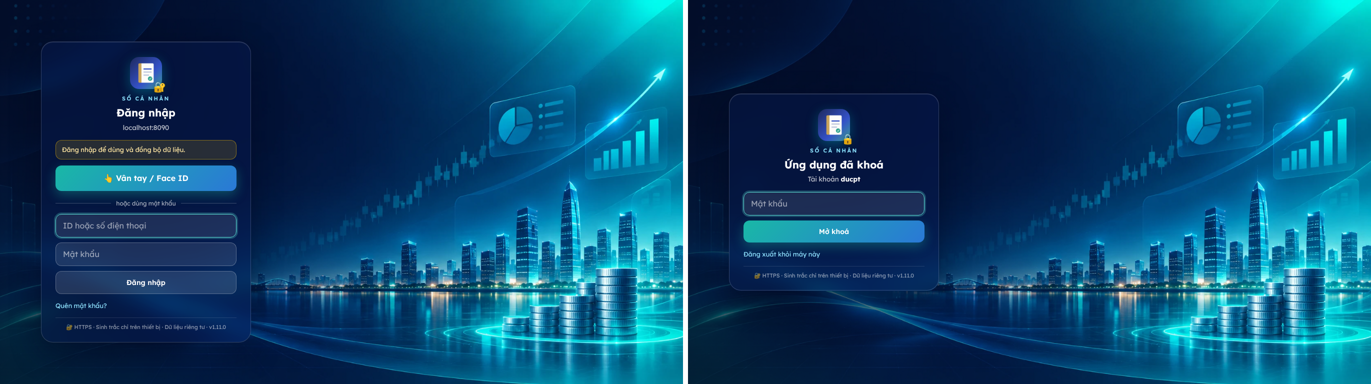 SỔ CÁ NHÂN
Đăng nhập
localhost:8090
Đăng nhập để dùng và đồng bộ dữ liệu.
👆 Vân tay / Face ID
hoặc dùng mật khẩu
ID hoặc số điện thoại
Mật khẩu
Đăng nhập
Quên mật khẩu?
🔐 HTTPS · Sinh trắc chỉ trên thiết bị · Dữ liệu riêng tư · v1.11.0
SỔ CÁ NHÂN
Ứng dụng đã khoá
Tài khoản ducpt
Mật khẩu
Mở khoá
Đăng xuất khỏi máy này
🔐 HTTPS · Sinh trắc chỉ trên thiết bị · Dữ liệu riêng tư · v1.11.0